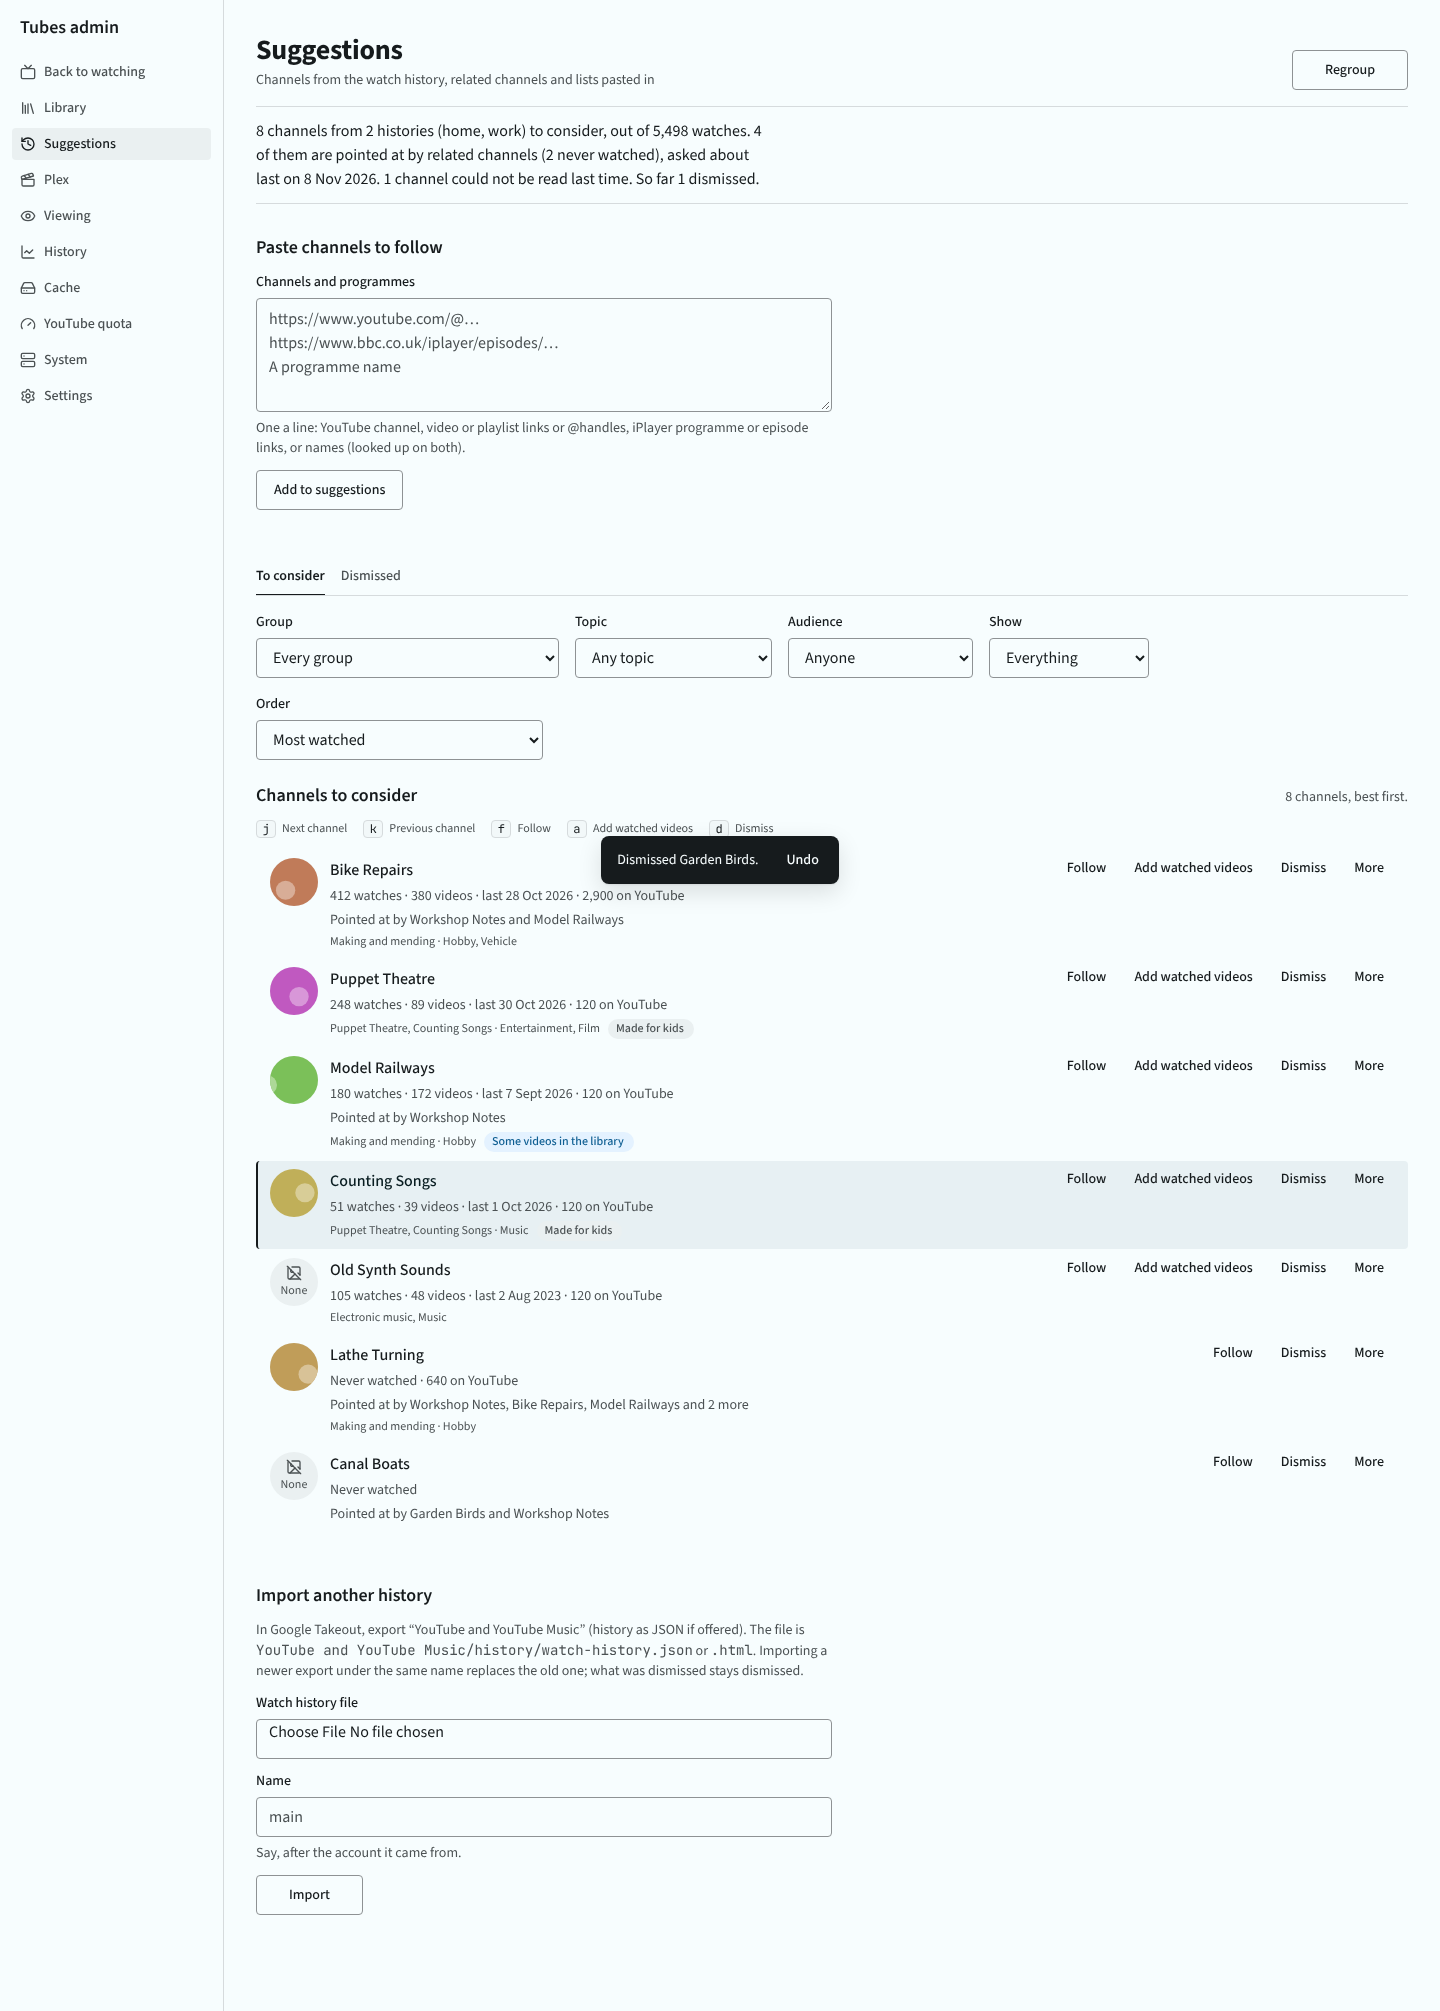 Tubes admin
Back to watching
Library
Suggestions
Plex
Viewing
History
Cache
YouTube quota
System
Settings
Suggestions
Channels from the watch history, related channels and lists pasted in
Regroup
8 channels from 2 histories (home, work) to consider, out of 5,498 watches. 4
of them are pointed at by related channels (2 never watched), asked about
last on 8 Nov 2026. 1 channel could not be read last time. So far 1 dismissed.
Paste channels to follow
Channels and programmes
https://www.youtube.com/@…
https://www.bbc.co.uk/iplayer/episodes/…
A programme name
One a line: YouTube channel, video or playlist links or @handles, iPlayer programme or episode
links, or names (looked up on both).
Add to suggestions
To consider Dismissed
Group Topic Audience Show
Every group Any topic Anyone Everything
Order
Most watched
Channels to consider
8 channels, best first.
j Next channel k Previous channel f Follow a Add watched videos d Dismiss
Dismissed Garden Birds. Undo
Bike Repairs
Follow Add watched videos Dismiss More
412 watches · 380 videos · last 28 Oct 2026 · 2,900 on YouTube
Pointed at by Workshop Notes and Model Railways
Making and mending · Hobby, Vehicle
Puppet Theatre
Follow Add watched videos Dismiss More
248 watches · 89 videos · last 30 Oct 2026 · 120 on YouTube
Puppet Theatre, Counting Songs · Entertainment, Film Made for kids
Model Railways
Follow Add watched videos Dismiss More
180 watches · 172 videos · last 7 Sept 2026 · 120 on YouTube
Pointed at by Workshop Notes
Making and mending · Hobby Some videos in the library
Counting Songs
Follow Add watched videos Dismiss More
51 watches · 39 videos · last 1 Oct 2026 · 120 on YouTube
Puppet Theatre, Counting Songs · Music Made for kids
None
Old Synth Sounds
Follow Add watched videos Dismiss More
105 watches · 48 videos · last 2 Aug 2023 · 120 on YouTube
Electronic music, Music
Lathe Turning
Follow Dismiss More
Never watched · 640 on YouTube
Pointed at by Workshop Notes, Bike Repairs, Model Railways and 2 more
Making and mending · Hobby
None
Canal Boats
Follow Dismiss More
Never watched
Pointed at by Garden Birds and Workshop Notes
Import another history
In Google Takeout, export “YouTube and YouTube Music” (history as JSON if offered). The file is
YouTube and YouTube Music/history/watch-history.json or .html. Importing a
newer export under the same name replaces the old one; what was dismissed stays dismissed.
Watch history file
Choose File No file chosen
Name
main
Say, after the account it came from.
Import